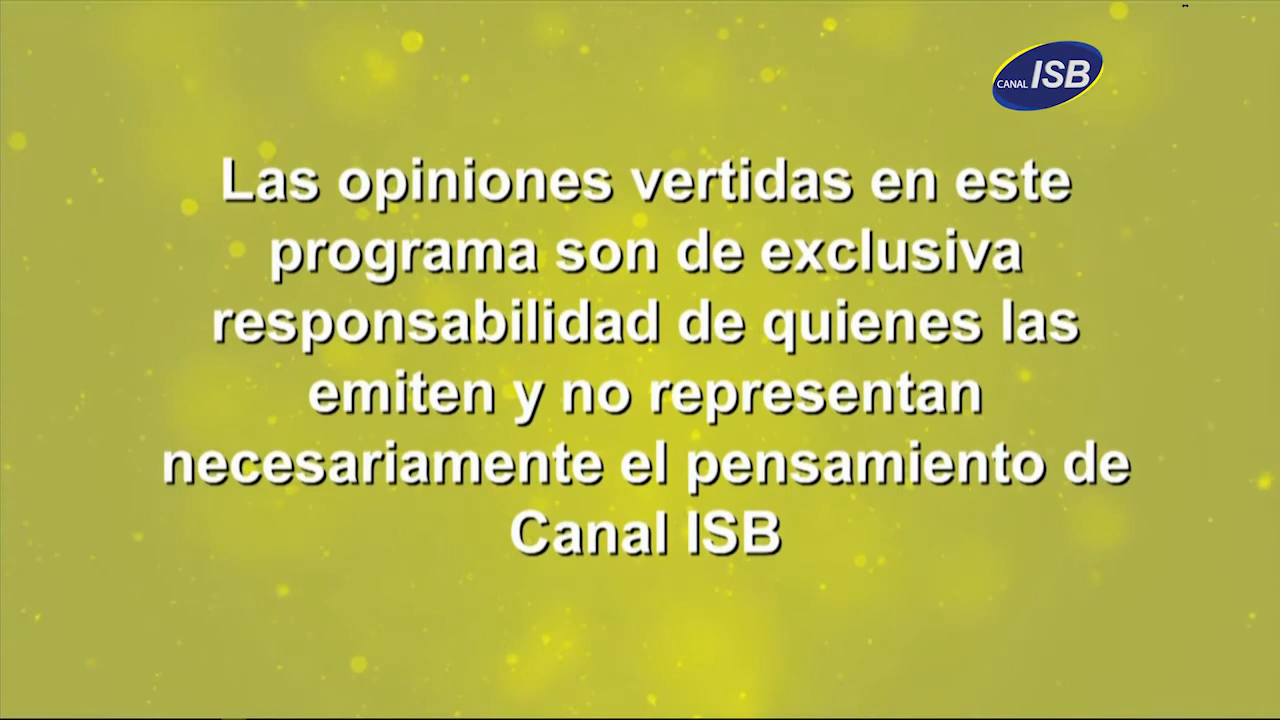 CANAL ISB
Las opiniones vertidas en este
programa son de exclusiva
responsabilidad de quienes las
emiten y no representan
necesariamente el pensamiento de
Canal ISB